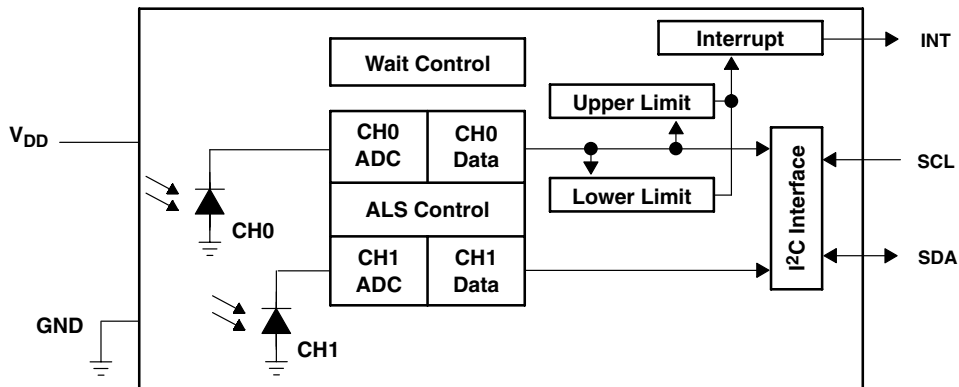 Interrupt
INT
Wait Control
Upper Limit
V_DD
CH0
ADC
CH0
Data
SCL
Lower Limit
ALS Control
CH0
I²C Interface
CH1
ADC
CH1
Data
SDA
GND
CH1